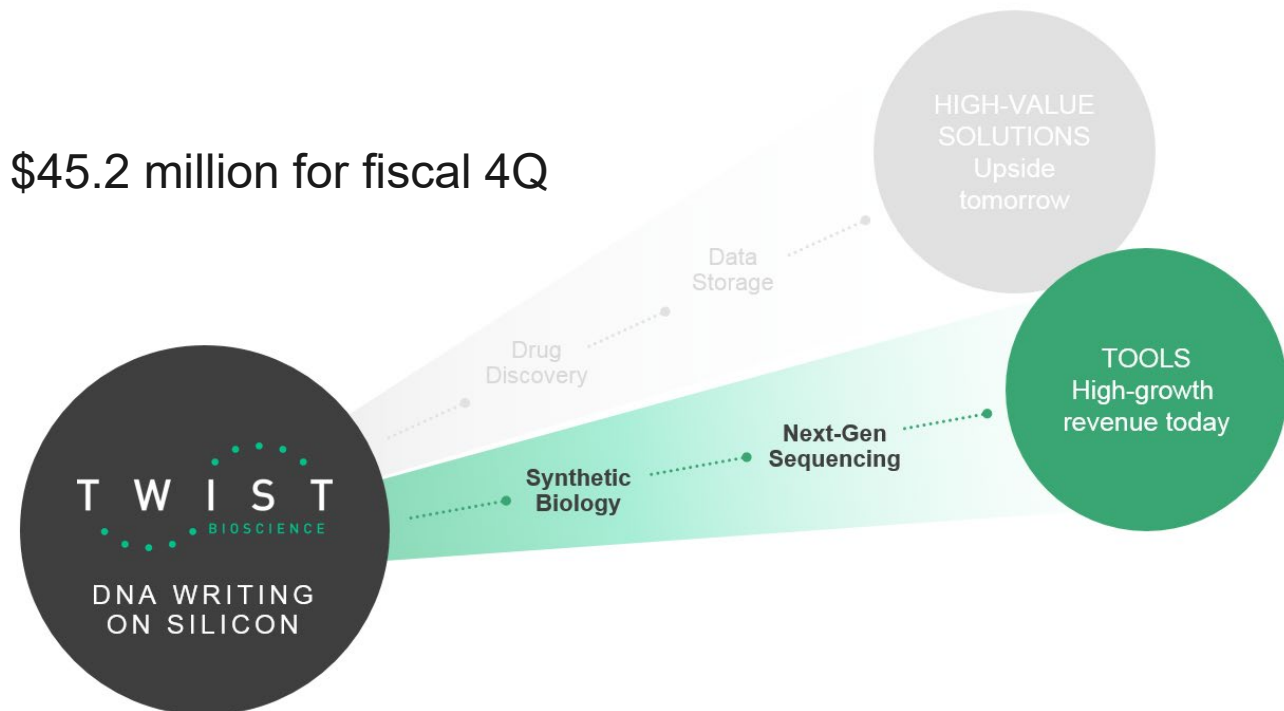 $45.2 million for fiscal 4Q
HIGH-VALUE
SOLUTIONS
Upside
tomorrow
Data
Storage
Drug
Discovery
TOOLS
High-growth
revenue today
Next-Gen
Sequencing
Synthetic
Biology
TWIST
BIOSCIENCE
DNA WRITING
ON SILICON